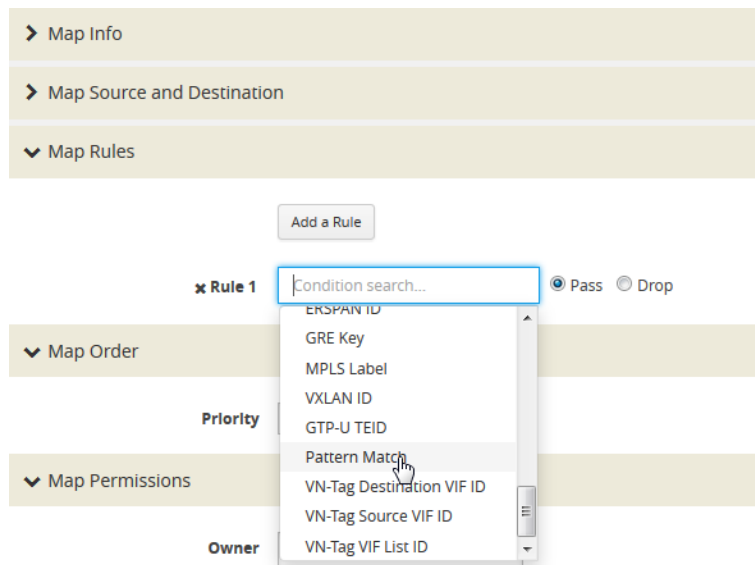 Map Info
Map Source and Destination
Map Rules
Add a Rule
Rule 1
Condition search...
Pass
Drop
ERSPAN ID
GRE Key
MPLS Label
VXLAN ID
GTP-U TEID
Pattern Match
VN-Tag Destination VIF ID
VN-Tag Source VIF ID
VN-Tag VIF List ID
Map Order
Priority
Map Permissions
Owner